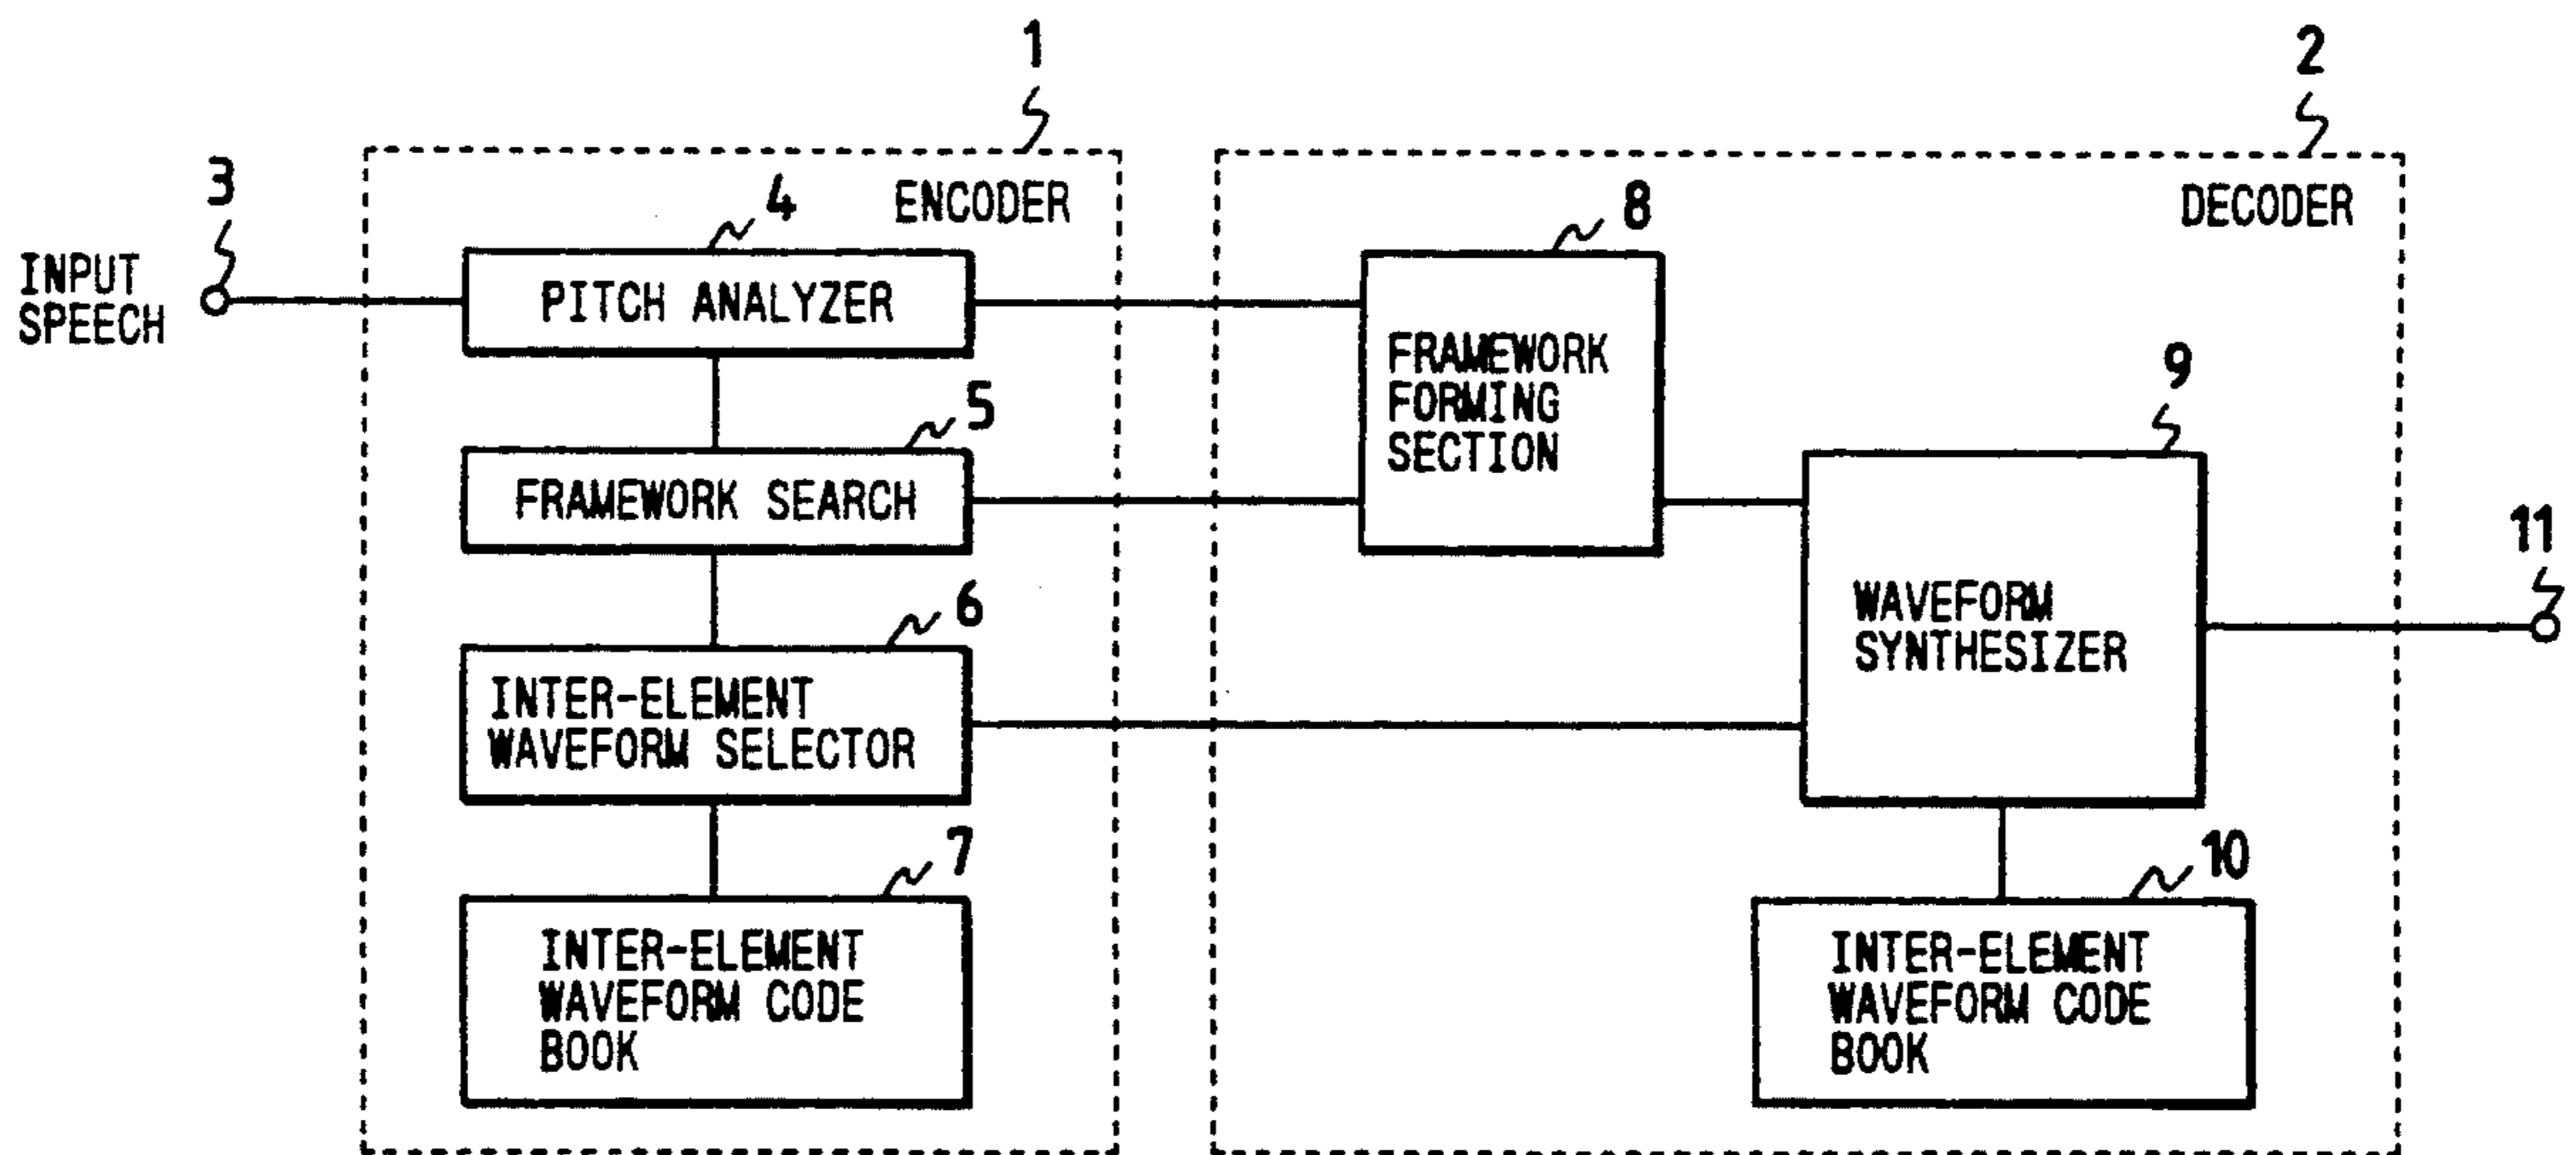 1
2
3
4
ENCODER
8
DECODER
INPUT
SPEECH
PITCH ANALYZER
FRAMEWORK
FORMING
SECTION
9
5
FRAMEWORK SEARCH
11
6
WAVEFORM
SYNTHESIZER
INTER-ELEMENT
WAVEFORM SELECTOR
7
10
INTER-ELEMENT
WAVEFORM CODE
BOOK
INTER-ELEMENT
WAVEFORM CODE
BOOK